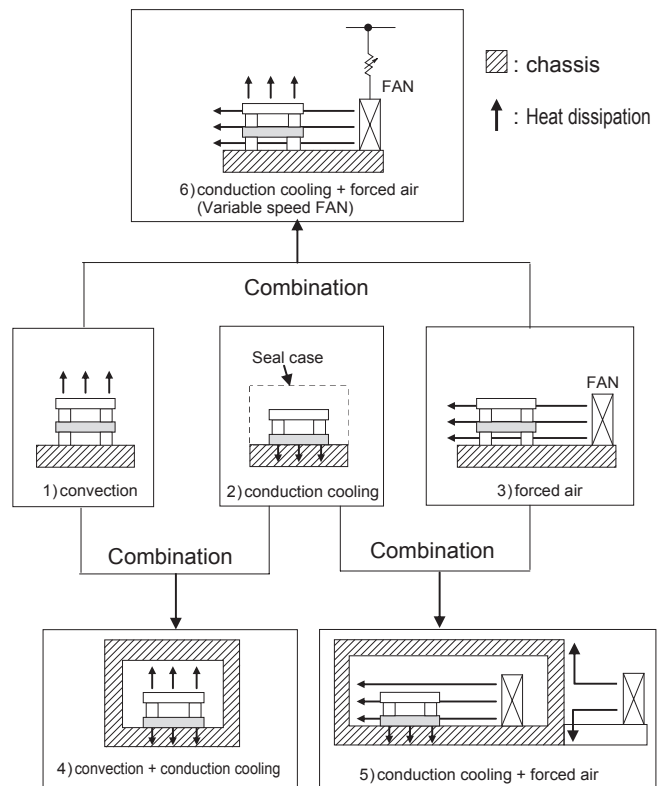 FAN
: chassis
: Heat dissipation
6) conduction cooling + forced air
(Variable speed FAN)
Combination
Seal case
FAN
1) convection
2) conduction cooling
3) forced air
Combination
Combination
4) convection + conduction cooling
5) conduction cooling + forced air